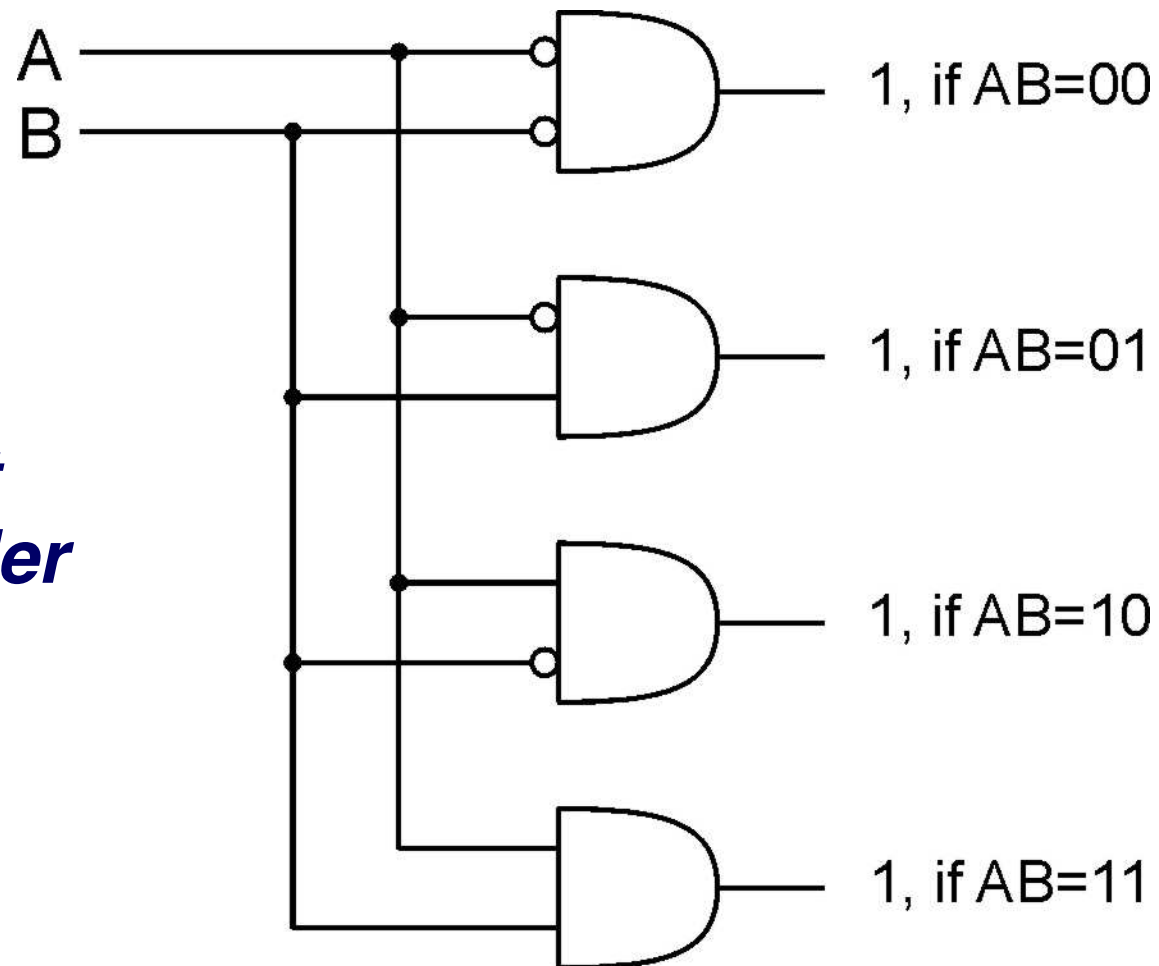 A
B
1, if AB=00
1, if AB=01
1, if AB=10
1, if AB=11